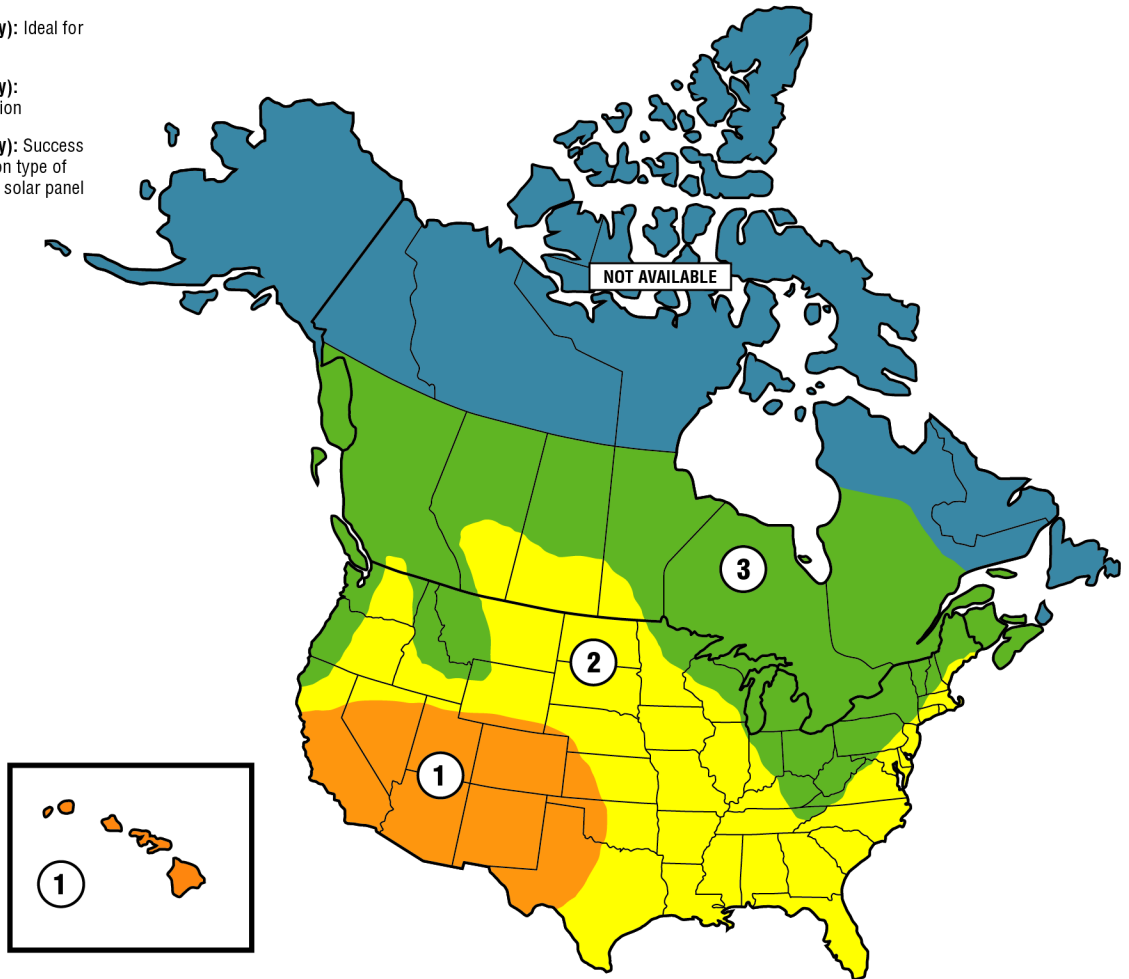 y): Ideal for
y):
ion
y): Success
on type of
solar panel
NOT AVAILABLE
3
2
1
1